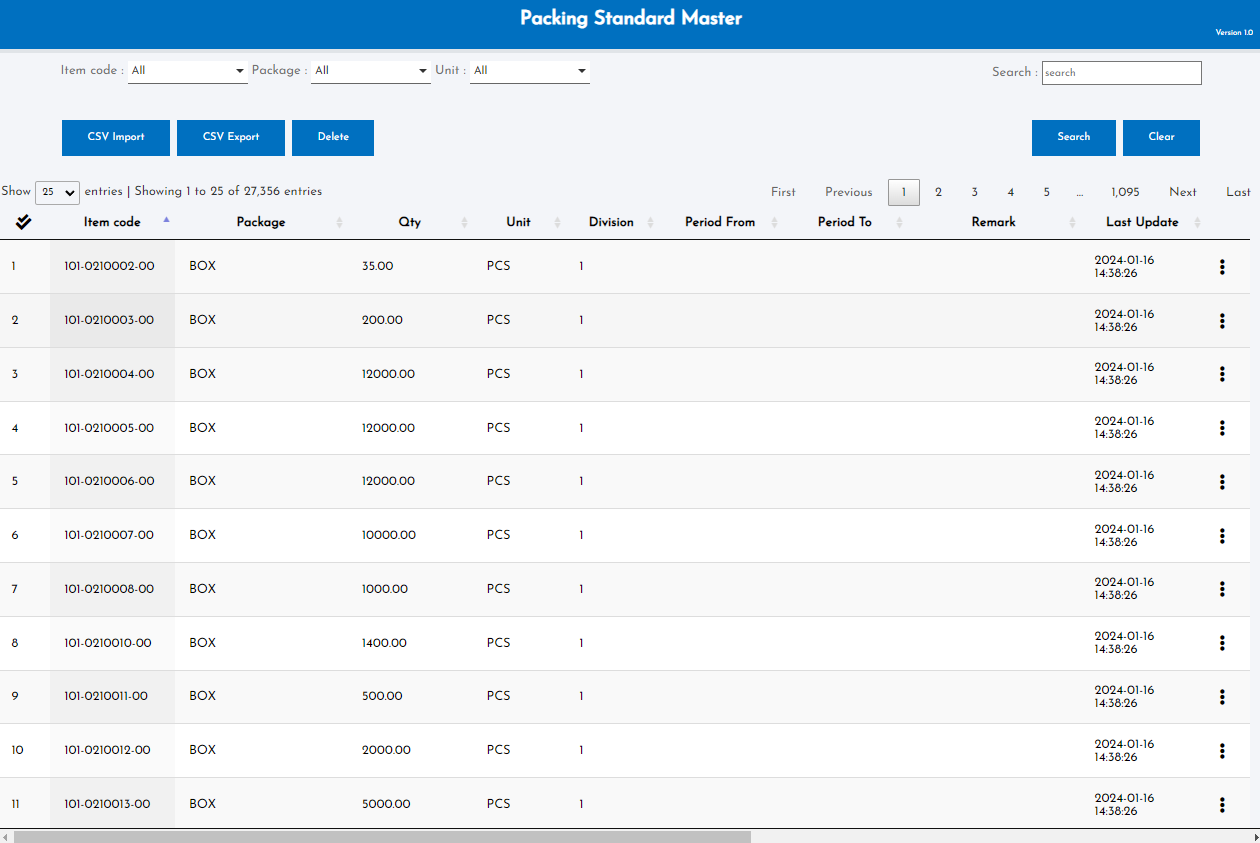 Packing Standard Master
Version 1.0
Item code : All Package : All Unit : All Search : search
CSV Import CSV Export Delete Search Clear
Show 25 entries | Showing 1 to 25 of 27,356 entries First Previous 1 2 3 4 5 ... 1,095 Next Last
Item code Package Qty Unit Division Period From Period To Remark Last Update
1 101-0210002-00 BOX 35.00 PCS 1 2024-01-16
14:38:26
2 101-0210003-00 BOX 200.00 PCS 1 2024-01-16
14:38:26
3 101-0210004-00 BOX 12000.00 PCS 1 2024-01-16
14:38:26
4 101-0210005-00 BOX 12000.00 PCS 1 2024-01-16
14:38:26
5 101-0210006-00 BOX 12000.00 PCS 1 2024-01-16
14:38:26
6 101-0210007-00 BOX 10000.00 PCS 1 2024-01-16
14:38:26
7 101-0210008-00 BOX 1000.00 PCS 1 2024-01-16
14:38:26
8 101-0210010-00 BOX 1400.00 PCS 1 2024-01-16
14:38:26
9 101-0210011-00 BOX 500.00 PCS 1 2024-01-16
14:38:26
10 101-0210012-00 BOX 2000.00 PCS 1 2024-01-16
14:38:26
11 101-0210013-00 BOX 5000.00 PCS 1 2024-01-16
14:38:26